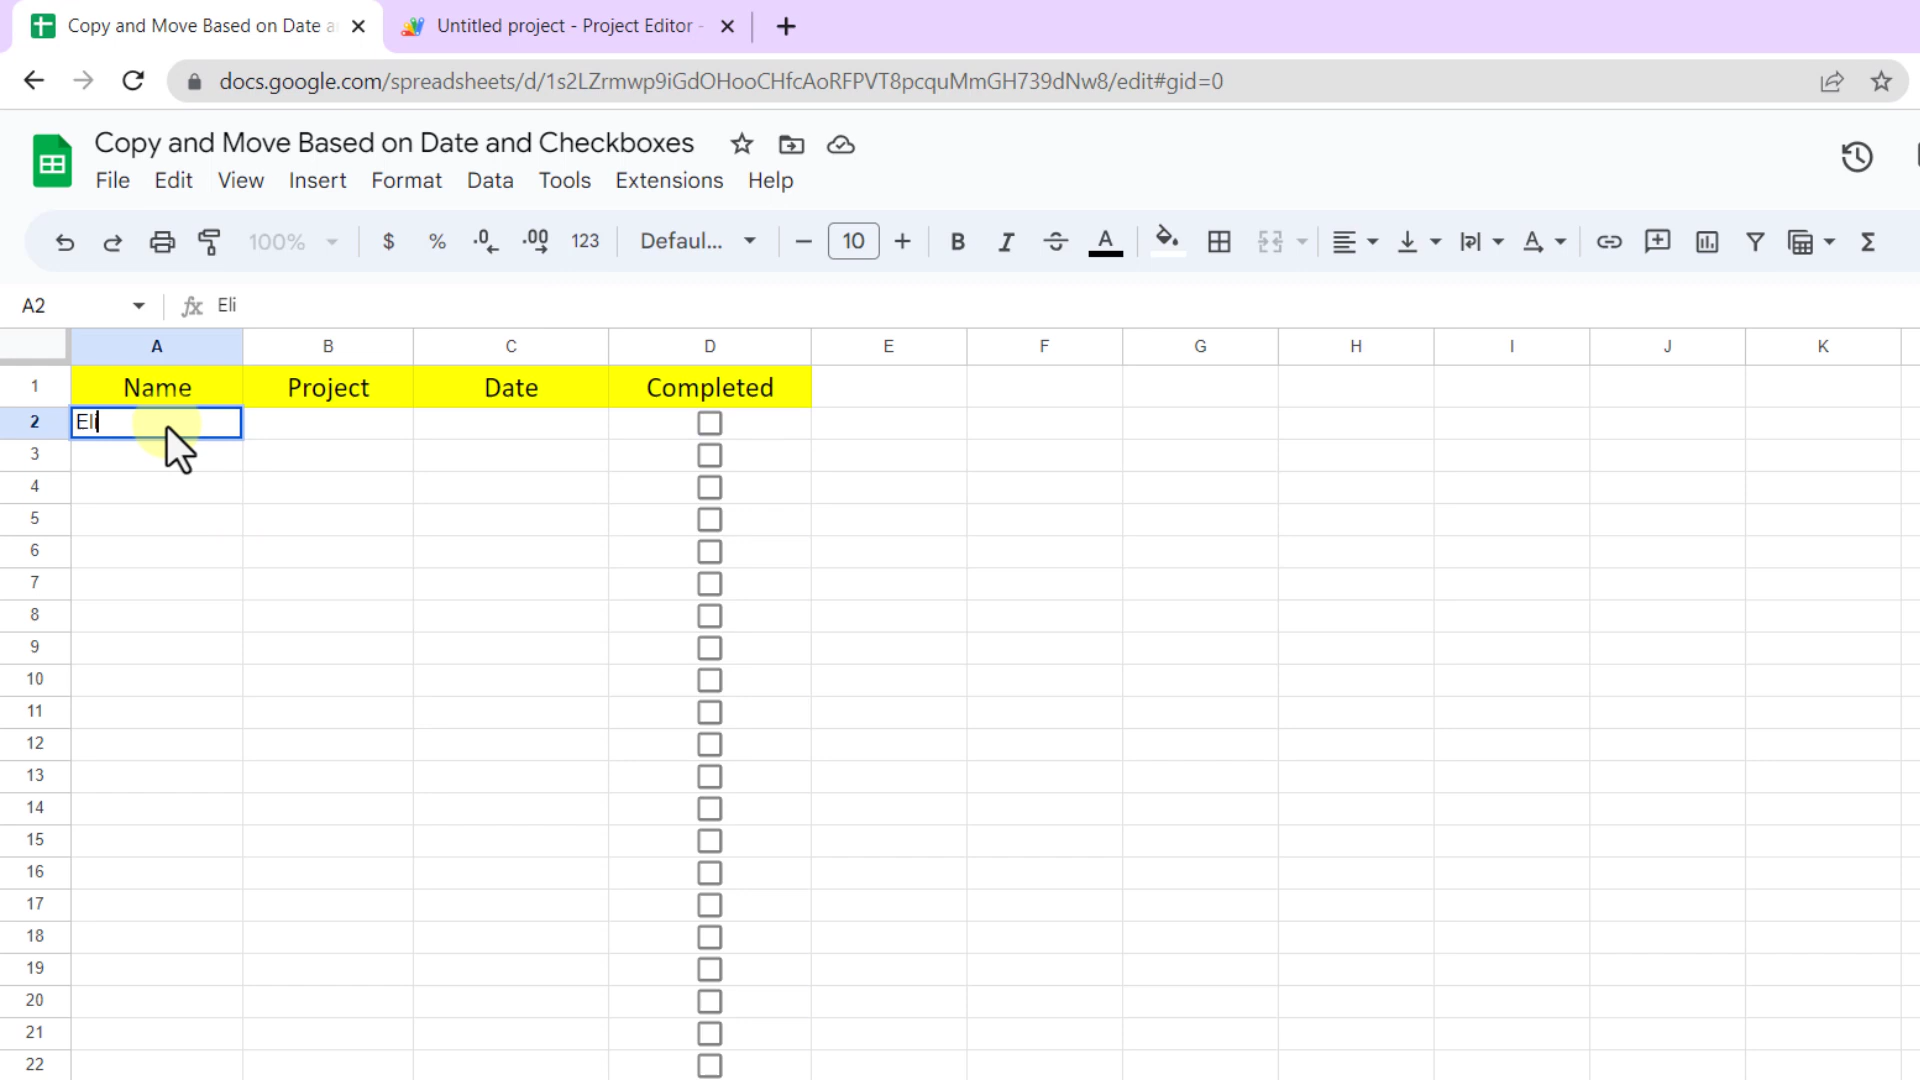 Copy and Move Based on Date a
Untitled project - Project Editor -
docs.google.com/spreadsheets/d/1s2LZrmwp9iGdOHooCHfcAoRFPVT8pcquMmGH739dNw8/edit#gid=0
Copy and Move Based on Date and Checkboxes
File Edit View Insert Format Data Tools Extensions Help
100% $ % .0 .00 123 Defaul... 10 B I A Σ
A2 fx Eli
A B C D E F G H I J K
1 Name Project Date Completed
2 Eli
3
4
5
6
7
8
9
10
11
12
13
14
15
16
17
18
19
20
21
22